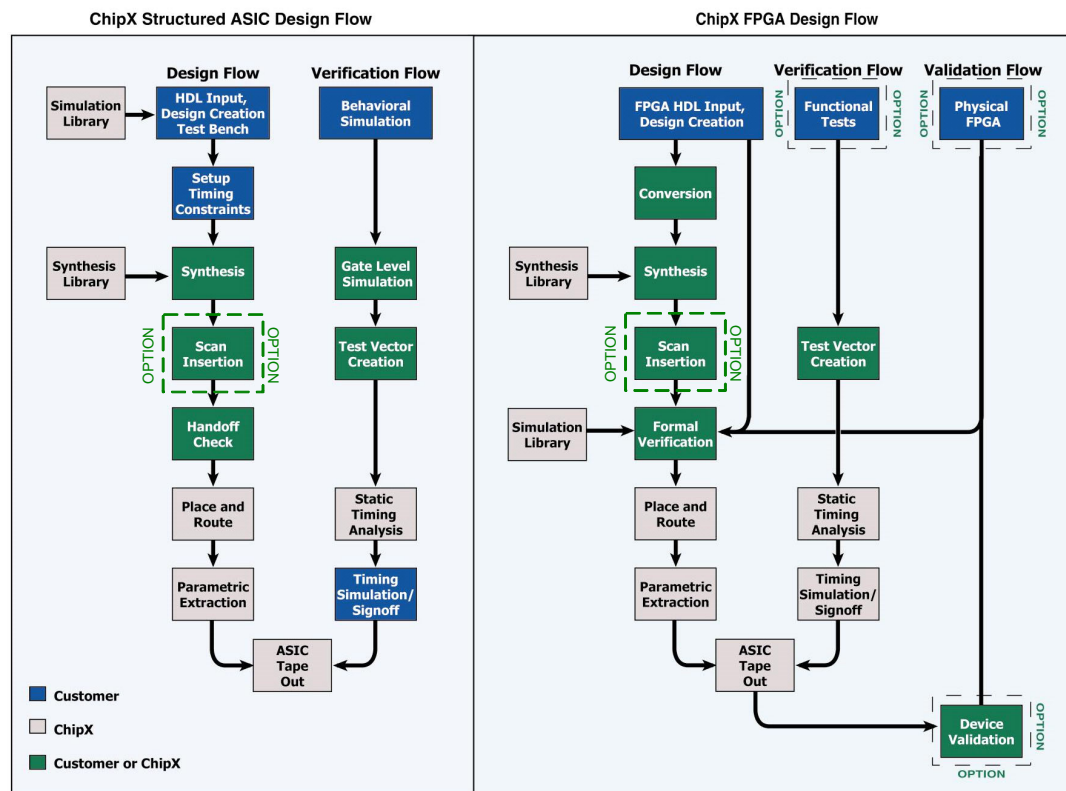 ChipX Structured ASIC Design Flow
Design Flow
Verification Flow
Simulation
Library
HDL Input,
Design Creation
Test Bench
Behavioral
Simulation
Setup
Timing
Constraints
Synthesis
Library
Synthesis
Gate Level
Simulation
OPTION
Scan
Insertion
OPTION
Test Vector
Creation
Handoff
Check
Place and
Route
Static
Timing
Analysis
Parametric
Extraction
Timing
Simulation/
Signoff
ASIC
Tape
Out
Customer
ChipX
Customer or ChipX
ChipX FPGA Design Flow
Design Flow
Verification Flow
Validation Flow
FPGA HDL Input,
Design Creation
OPTION
Functional
Tests
OPTION
OPTION
Physical
FPGA
OPTION
Conversion
Synthesis
Library
Synthesis
OPTION
Scan
Insertion
OPTION
Test Vector
Creation
Simulation
Library
Formal
Verification
Place and
Route
Static
Timing
Analysis
Parametric
Extraction
Timing
Simulation/
Signoff
ASIC
Tape
Out
Device
Validation
OPTION
OPTION